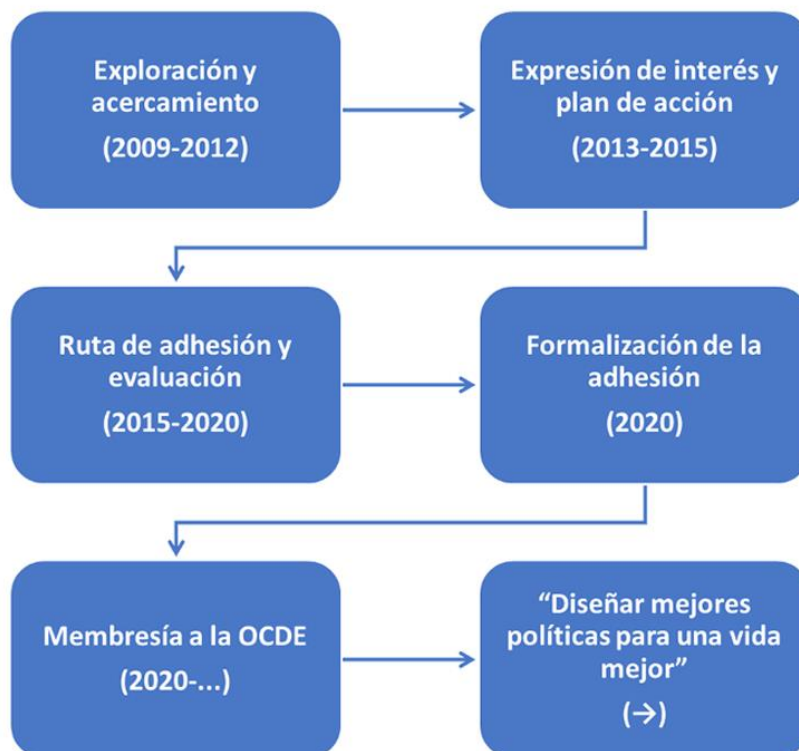 Exploración y
acercamiento
(2009-2012)
Expresión de interés y
plan de acción
(2013-2015)
Ruta de adhesión y
evaluación
(2015-2020)
Formalización de la
adhesión
(2020)
Membresía a la OCDE
(2020-...)
“Diseñar mejores
políticas para una vida
mejor”
(→)